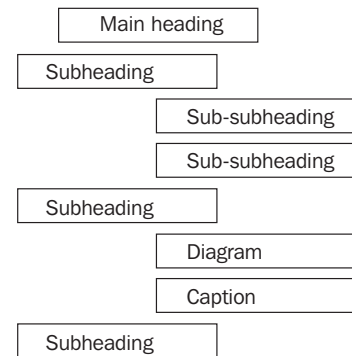 Main heading
Subheading
Sub-subheading
Sub-subheading
Subheading
Diagram
Caption
Subheading